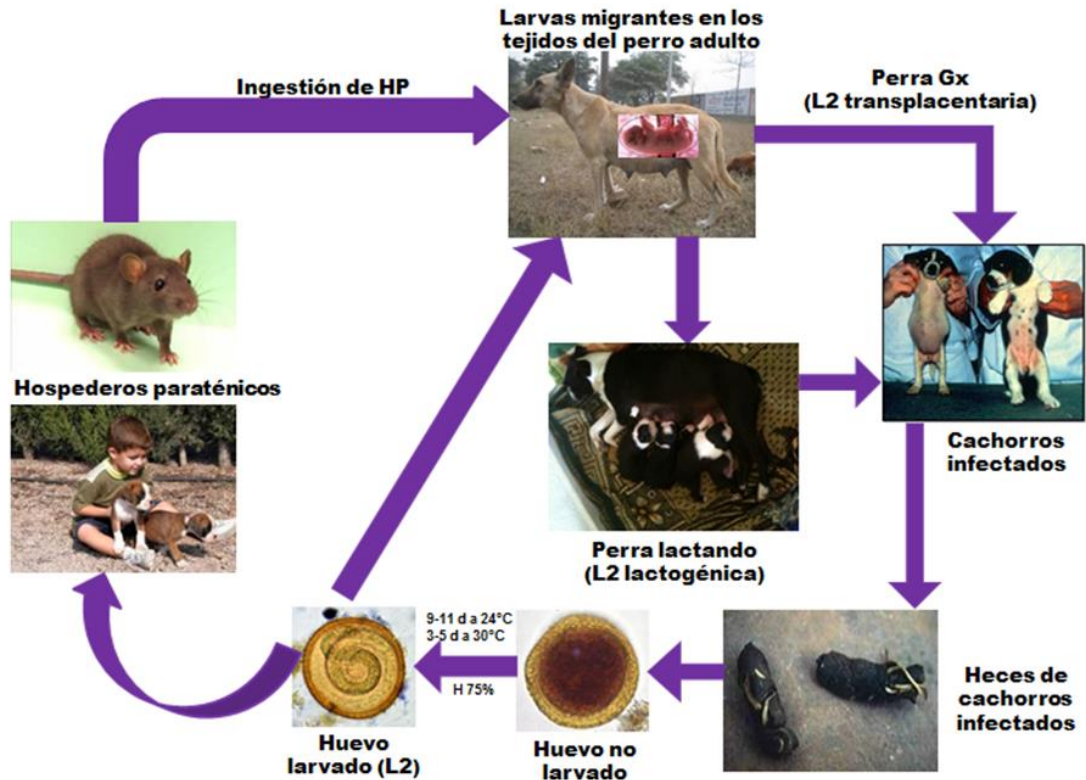 Larvas migrantes en los
tejidos del perro adulto
Ingestión de HP
Perra Gx
(L2 transplacentaria)
Hospederos paraténicos
Cachorros
infectados
Perra lactando
(L2 lactogénica)
9-11 d a 24°C
3-5 d a 30°C
H 75%
Heces de
cachorros
infectados
Huevo
larvado (L2)
Huevo no
larvado